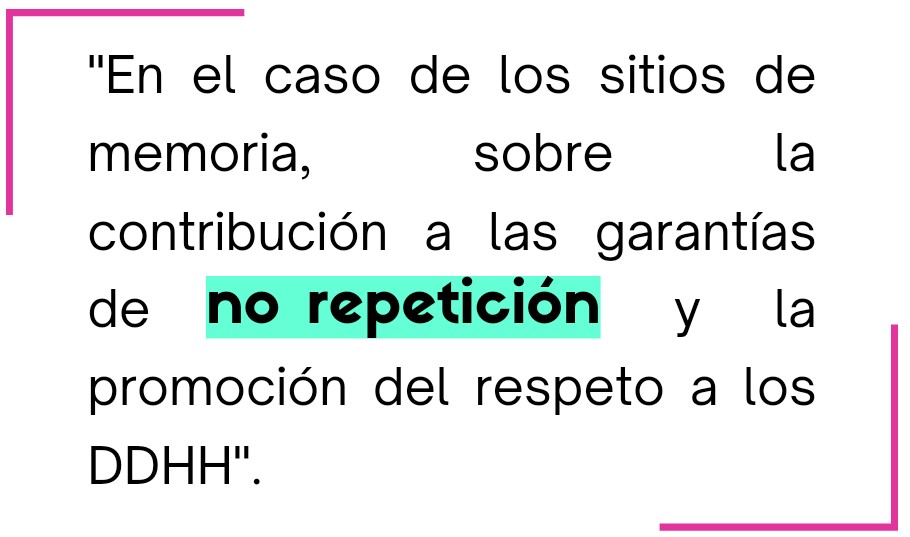 "En el caso de los sitios de
memoria, sobre la
contribución a las garantías
de no repetición y la
promoción del respeto a los
DDHH".